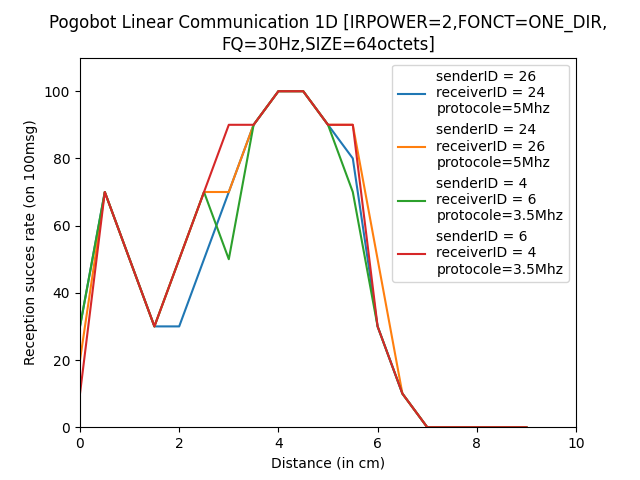 Pogobot Linear Communication 1D [IRPOWER=2,FONCT=ONE_DIR,
FQ=30Hz,SIZE=64octets]
Reception succes rate (on 100msg)
100
80
60
40
20
0
senderID = 26
receiverID = 24
protocole=5Mhz
senderID = 24
receiverID = 26
protocole=5Mhz
senderID = 4
receiverID = 6
protocole=3.5Mhz
senderID = 6
receiverID = 4
protocole=3.5Mhz
0 2 4 6 8 10
Distance (in cm)